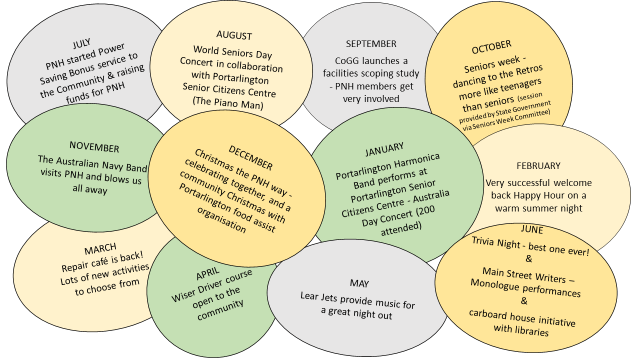 JULY
PNH started Power
Saving Bonus service to
the Community & raising
funds for PNH
AUGUST
World Seniors Day
Concert in collaboration
with Portarlington
Senior Citizens Centre
(The Piano Man)
SEPTEMBER
CoGG launches a
facilities scoping study
- PNH members get
very involved
OCTOBER
Seniors week -
dancing to the Retros
more like teenagers
than seniors (session
provided by State Government
via Seniors Week Committee)
NOVEMBER
The Australian Navy Band
visits PNH and blows us
all away
DECEMBER
Christmas the PNH way -
celebrating together, and a
community Christmas with
Portarlington food assist
organisation
JANUARY
Portarlington Harmonica
Band performs at
Portarlington Senior
Citizens Centre - Australia
Day Concert (200
attended)
FEBRUARY
Very successful welcome
back Happy Hour on a
warm summer night
MARCH
Repair café is back!
Lots of new activities
to choose from
APRIL
Wiser Driver course
open to the
community
MAY
Lear Jets provide music for
a great night out
JUNE
Trivia Night - best one ever!
&
Main Street Writers –
Monologue performances
&
carboard house initiative
with libraries